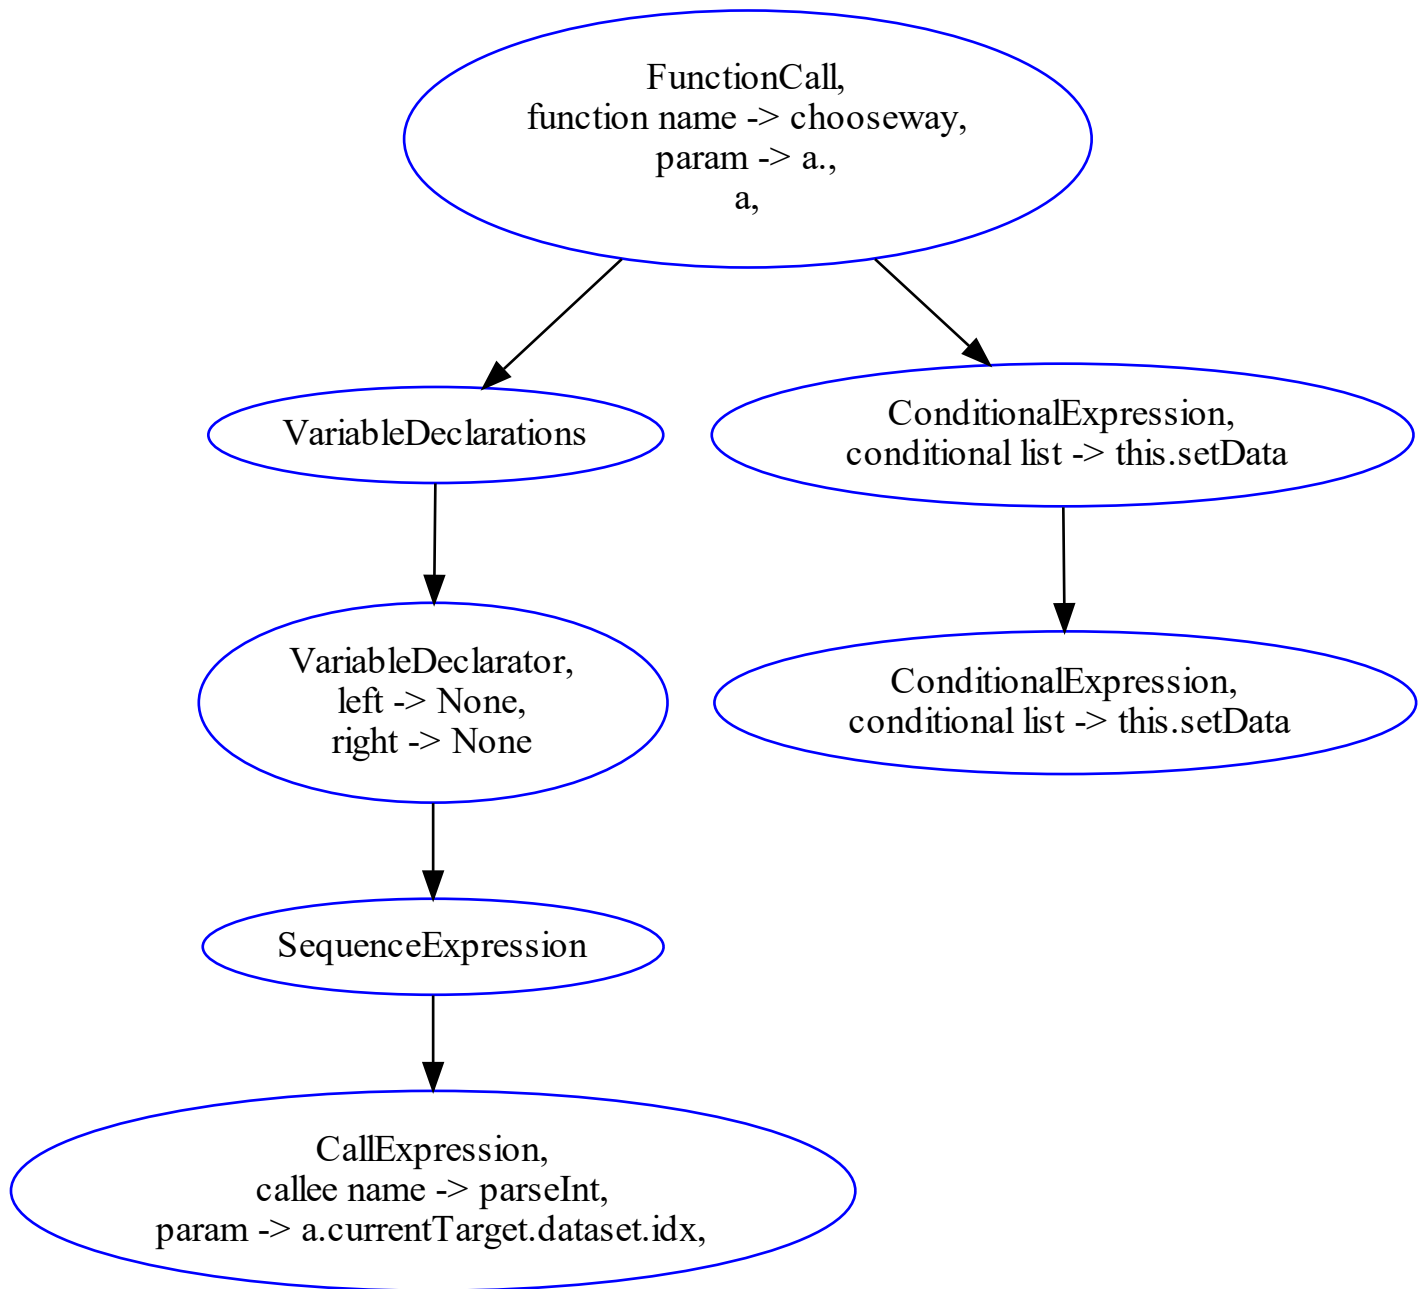 FunctionCall,
function name -> chooseway,
param -> a.,
a,
VariableDeclarations
ConditionalExpression,
conditional list -> this.setData
VariableDeclarator,
left -> None,
right -> None
ConditionalExpression,
conditional list -> this.setData
SequenceExpression
CallExpression,
callee name -> parseInt,
param -> a.currentTarget.dataset.idx,